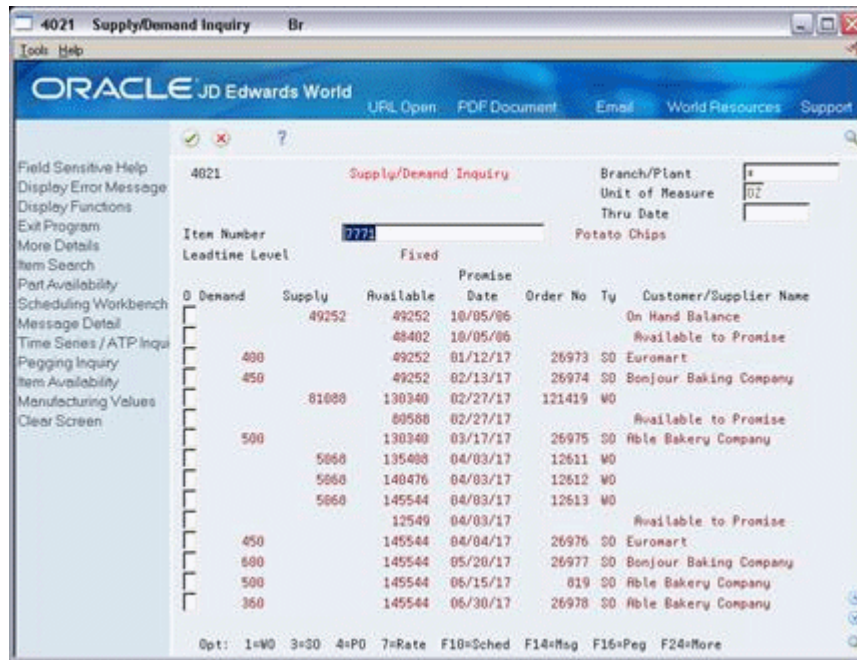 4021 Supply/Demand Inquiry Br
Tools Help
ORACLE JD Edwards World
URL Open PDF Document Email World Resources Support
Field Sensitive Help
Display Error Message
Display Functions
Exit Program
More Details
Item Search
Part Availability
Scheduling Workbench
Message Detail
Time Series / ATP Inqui
Pegging Inquiry
Item Availability
Manufacturing Values
Clear Screen
?
4021 Supply/Demand Inquiry Branch/Plant *
Unit of Measure OZ
Thru Date
Item Number 7771 Potato Chips
Leadtime Level Fixed
Promise
O Demand Supply Available Date Order No Ty Customer/Supplier Name
49252 49252 10/05/06 On Hand Balance
48402 10/05/06 Available to Promise
400 49252 01/12/17 26973 SO Euromart
450 49252 02/13/17 26974 SO Bonjour Baking Company
81088 130340 02/27/17 121419 WO
80588 02/27/17 Available to Promise
500 130340 03/17/17 26975 SO Able Bakery Company
5068 135408 04/03/17 12611 WO
5068 140476 04/03/17 12612 WO
5068 145544 04/03/17 12613 WO
12549 04/03/17 Available to Promise
450 145544 04/04/17 26976 SO Euromart
600 145544 05/20/17 26977 SO Bonjour Baking Company
500 145544 06/15/17 819 SO Able Bakery Company
360 145544 06/30/17 26978 SO Able Bakery Company
Opt: 1=WO 3=SO 4=PO 7=Rate F18=Sched F14=Msg F16=Peg F24=More